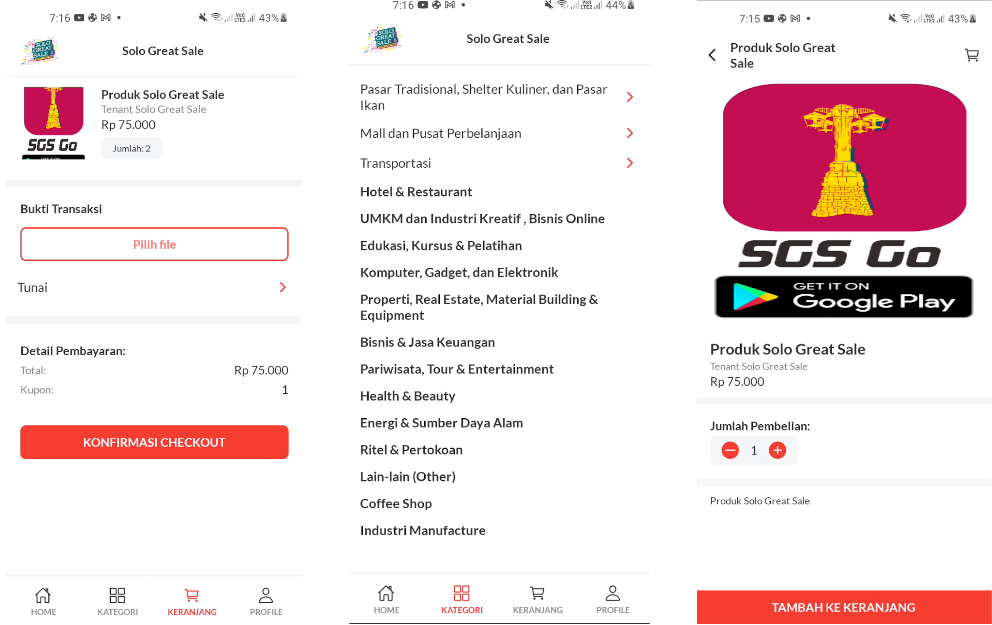 7:16
43%
SOLO GREAT SALE
Solo Great Sale
Produk Solo Great Sale
Tenant Solo Great Sale
Rp 75.000
SGS Go
Jumlah: 2
Bukti Transaksi
Pilih file
Tunai
Detail Pembayaran:
Total: Rp 75.000
Kupon: 1
KONFIRMASI CHECKOUT
HOME KATEGORI KERANJANG PROFILE
7:16
44%
SOLO GREAT SALE
Solo Great Sale
Pasar Tradisional, Shelter Kuliner, dan Pasar
Ikan
Mall dan Pusat Perbelanjaan
Transportasi
Hotel & Restaurant
UMKM dan Industri Kreatif , Bisnis Online
Edukasi, Kursus & Pelatihan
Komputer, Gadget, dan Elektronik
Properti, Real Estate, Material Building &
Equipment
Bisnis & Jasa Keuangan
Pariwisata, Tour & Entertainment
Health & Beauty
Energi & Sumber Daya Alam
Ritel & Pertokoan
Lain-lain (Other)
Coffee Shop
Industri Manufacture
HOME KATEGORI KERANJANG PROFILE
7:15
43%
Produk Solo Great
Sale
SGS Go
GET IT ON
Google Play
Produk Solo Great Sale
Tenant Solo Great Sale
Rp 75.000
Jumlah Pembelian:
1
Produk Solo Great Sale
TAMBAH KE KERANJANG